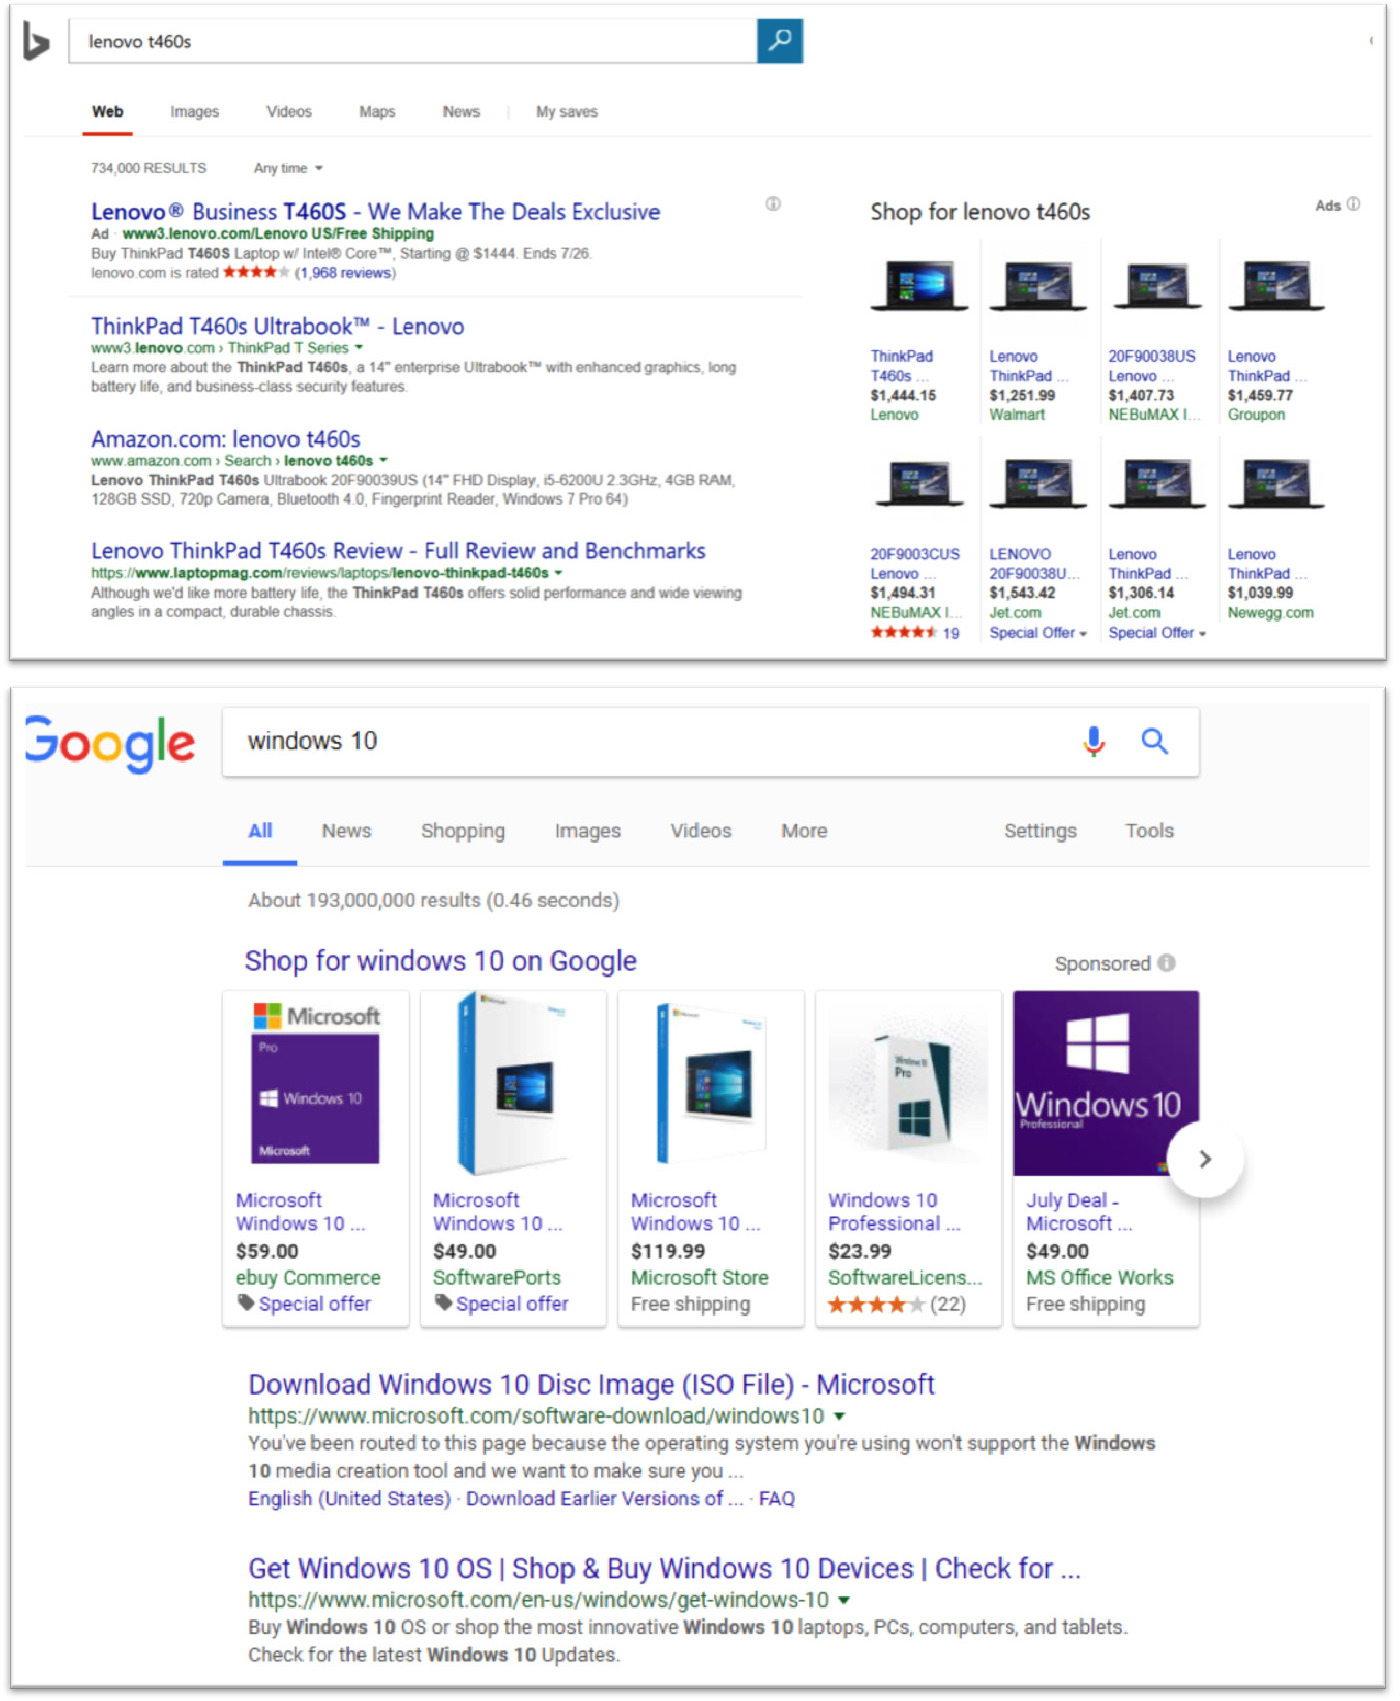 lenovo t460s
Web Images Videos Maps News My saves
734,000 RESULTS Any time
Lenovo® Business T460S - We Make The Deals Exclusive
Ad · www3.lenovo.com/Lenovo US/Free Shipping
Buy ThinkPad T460S Laptop w/ Intel® Core™, Starting @ $1444. Ends 7/26.
lenovo.com is rated ★★★★★ (1,968 reviews)
ThinkPad T460s Ultrabook™ - Lenovo
www3.lenovo.com › ThinkPad T Series
Learn more about the ThinkPad T460s, a 14" enterprise Ultrabook™ with enhanced graphics, long
battery life, and business-class security features.
Amazon.com: lenovo t460s
www.amazon.com › Search › lenovo t460s
Lenovo ThinkPad T460s Ultrabook 20F90039US (14" FHD Display, i5-6200U 2.3GHz, 4GB RAM,
128GB SSD, 720p Camera, Bluetooth 4.0, Fingerprint Reader, Windows 7 Pro 64)
Lenovo ThinkPad T460s Review - Full Review and Benchmarks
https://www.laptopmag.com/reviews/laptops/lenovo-thinkpad-t460s
Although we'd like more battery life, the ThinkPad T460s offers solid performance and wide viewing
angles in a compact, durable chassis.
Shop for lenovo t460s Ads
ThinkPad
T460s ...
$1,444.15
Lenovo
Lenovo
ThinkPad ...
$1,251.99
Walmart
20F90038US
Lenovo ...
$1,407.73
NEBuMAX I...
Lenovo
ThinkPad ...
$1,459.77
Groupon
20F9003CUS
Lenovo ...
$1,494.31
NEBuMAX I...
19
LENOVO
20F90038U...
$1,543.42
Jet.com
Special Offer
Lenovo
ThinkPad ...
$1,306.14
Jet.com
Special Offer
Lenovo
ThinkPad ...
$1,039.99
Newegg.com
Google
windows 10
All News Shopping Images Videos More Settings Tools
About 193,000,000 results (0.46 seconds)
Shop for windows 10 on Google Sponsored
Microsoft
Pro
Windows 10
Microsoft
Microsoft
Windows 10 ...
$59.00
ebuy Commerce
Special offer
Microsoft
Windows 10 ...
$49.00
SoftwarePorts
Special offer
Microsoft
Windows 10 ...
$119.99
Microsoft Store
Free shipping
Windows 10
Pro
Windows 10
Professional ...
$23.99
SoftwareLicens...
(22)
Windows 10
Professional
July Deal -
Microsoft ...
$49.00
MS Office Works
Free shipping
Download Windows 10 Disc Image (ISO File) - Microsoft
https://www.microsoft.com/software-download/windows10
You've been routed to this page because the operating system you're using won't support the Windows
10 media creation tool and we want to make sure you ...
English (United States) · Download Earlier Versions of ... · FAQ
Get Windows 10 OS | Shop & Buy Windows 10 Devices | Check for ...
https://www.microsoft.com/en-us/windows/get-windows-10
Buy Windows 10 OS or shop the most innovative Windows 10 laptops, PCs, computers, and tablets.
Check for the latest Windows 10 Updates.